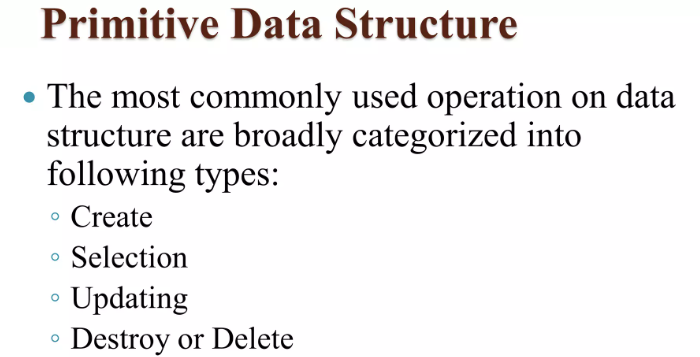 Primitive Data Structure
• The most commonly used operation on data
structure are broadly categorized into
following types:
◦ Create
◦ Selection
◦ Updating
◦ Destroy or Delete